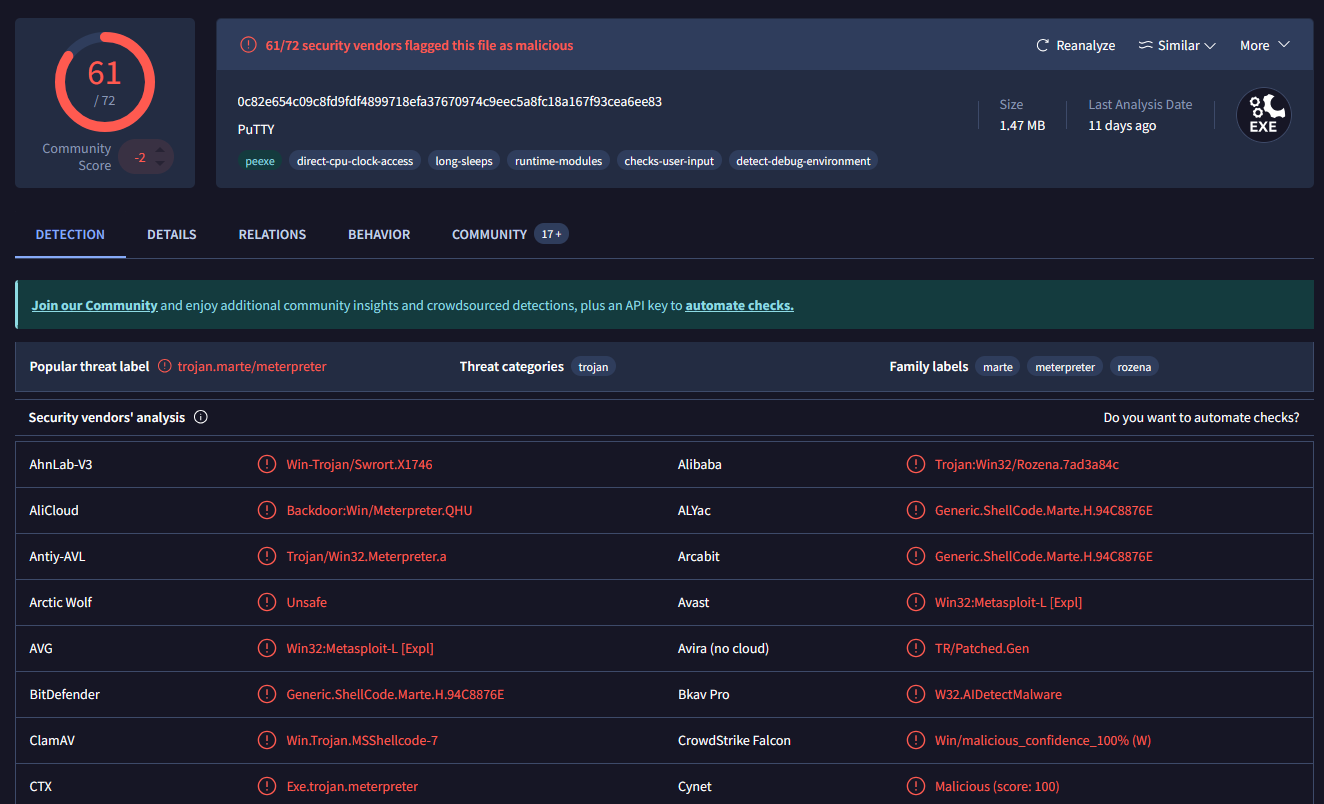 61
/ 72
Community
Score
-2
61/72 security vendors flagged this file as malicious
Reanalyze
Similar
More
0c82e654c09c8fd9fdf4899718efa37670974c9eec5a8fc18a167f93cea6ee83
PuTTY
peexe direct-cpu-clock-access long-sleeps runtime-modules checks-user-input detect-debug-environment
Size
1.47 MB
Last Analysis Date
11 days ago
EXE
DETECTION DETAILS RELATIONS BEHAVIOR COMMUNITY 17+
Join our Community and enjoy additional community insights and crowdsourced detections, plus an API key to automate checks.
Popular threat label trojan.marte/meterpreter Threat categories trojan Family labels marte meterpreter rozena
Security vendors' analysis Do you want to automate checks?
AhnLab-V3 Win-Trojan/Swrort.X1746 Alibaba Trojan:Win32/Rozena.7ad3a84c
AliCloud Backdoor:Win/Meterpreter.QHU ALYac Generic.ShellCode.Marte.H.94C8876E
Antiy-AVL Trojan/Win32.Meterpreter.a Arcabit Generic.ShellCode.Marte.H.94C8876E
Arctic Wolf Unsafe Avast Win32:Metasploit-L [Expl]
AVG Win32:Metasploit-L [Expl] Avira (no cloud) TR/Patched.Gen
BitDefender Generic.ShellCode.Marte.H.94C8876E Bkav Pro W32.AIDetectMalware
ClamAV Win.Trojan.MSShellcode-7 CrowdStrike Falcon Win/malicious_confidence_100% (W)
CTX Exe.trojan.meterpreter Cynet Malicious (score: 100)